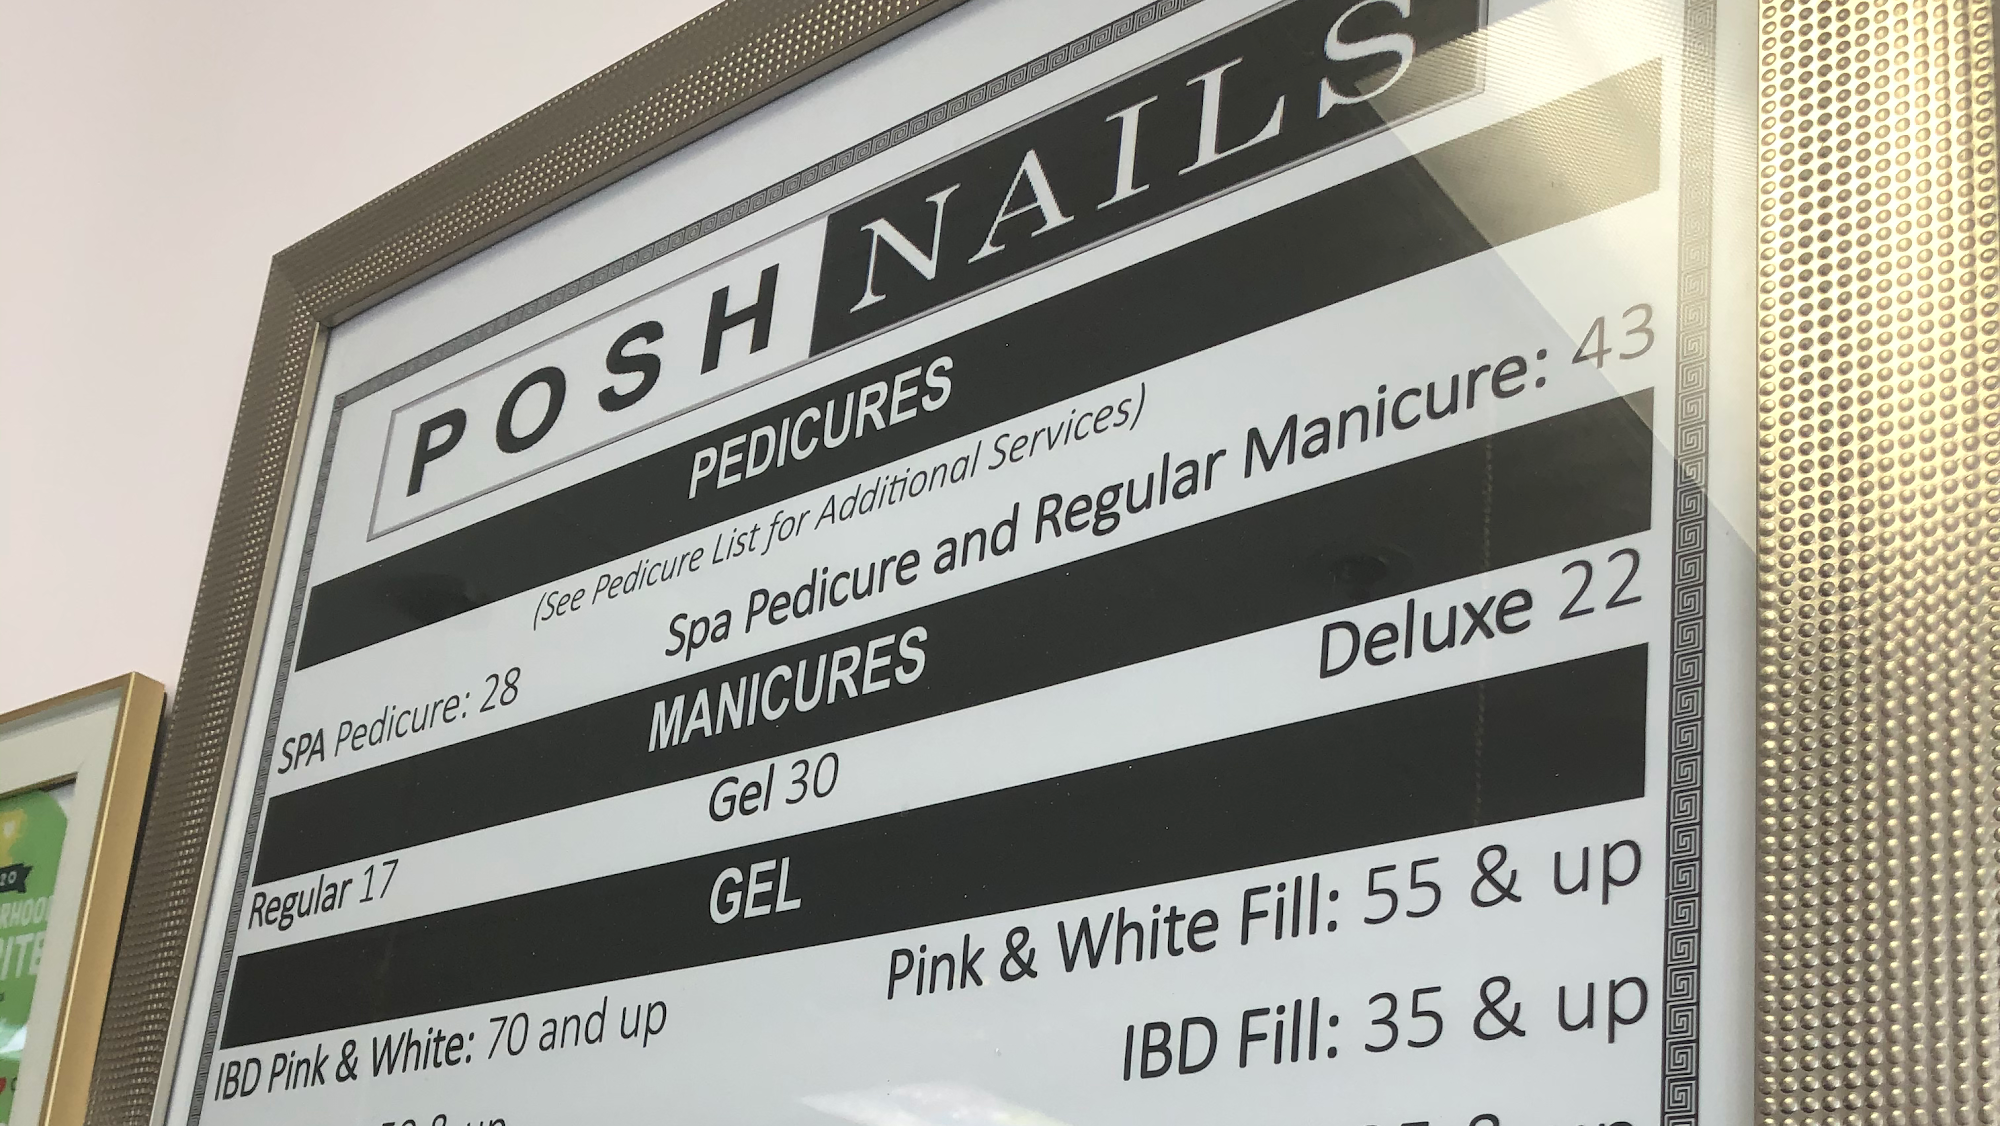 POSH NAILS
PEDICURES
(See Pedicure List for Additional Services)
SPA Pedicure: 28 Spa Pedicure and Regular Manicure: 43
MANICURES
Regular 17 Gel 30 Deluxe 22
GEL
IBD Pink & White: 70 and up Pink & White Fill: 55 & up
IBD Fill: 35 & up